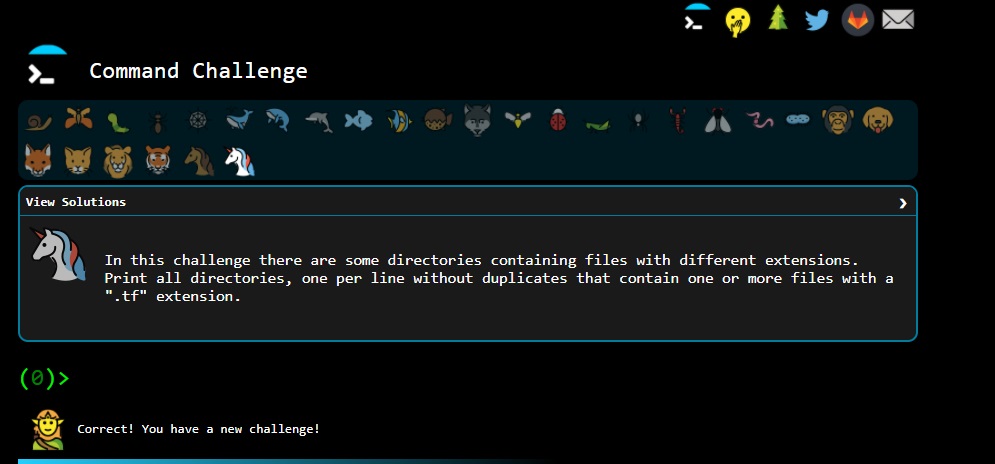 Command Challenge
View Solutions
In this challenge there are some directories containing files with different extensions.
Print all directories, one per line without duplicates that contain one or more files with a
".tf" extension.
(0)>
Correct! You have a new challenge!